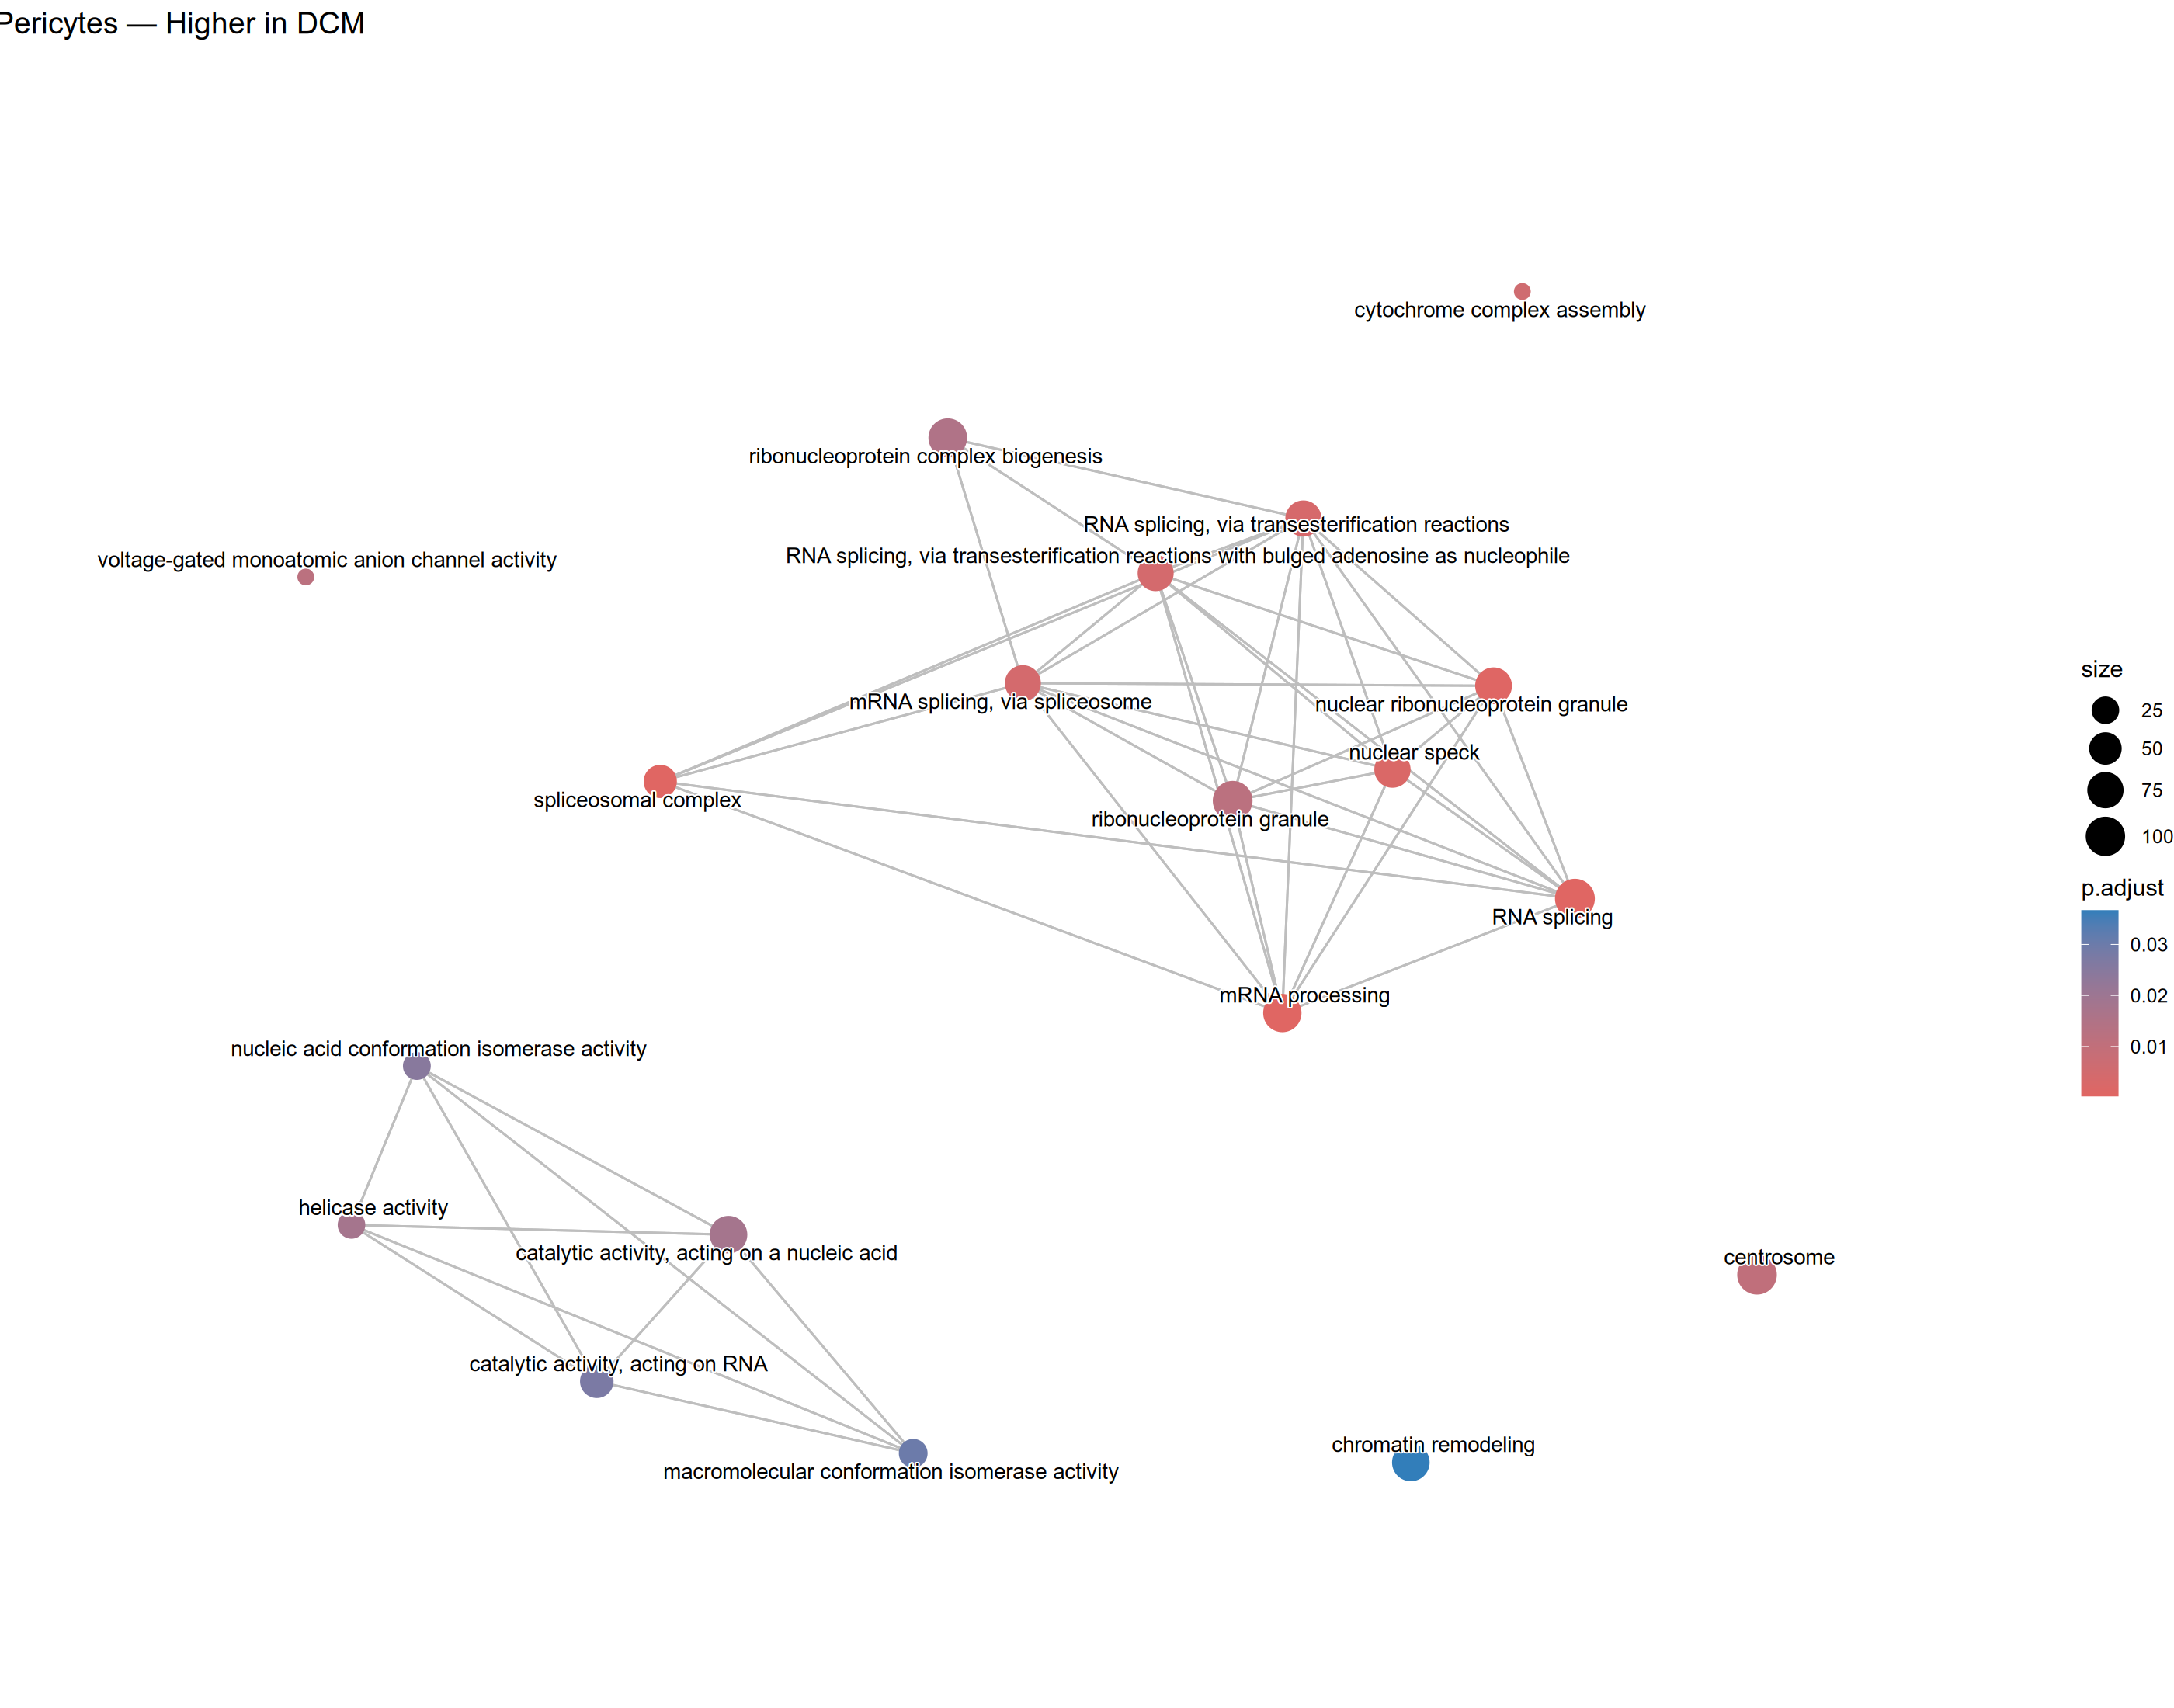 Pericytes — Higher in DCM
cytochrome complex assembly
ribonucleoprotein complex biogenesis
RNA splicing, via transesterification reactions
RNA splicing, via transesterification reactions with bulged adenosine as nucleophile
voltage-gated monoatomic anion channel activity
mRNA splicing, via spliceosome
nuclear ribonucleoprotein granule
nuclear speck
spliceosomal complex
ribonucleoprotein granule
RNA splicing
mRNA processing
nucleic acid conformation isomerase activity
helicase activity
catalytic activity, acting on a nucleic acid
centrosome
catalytic activity, acting on RNA
chromatin remodeling
macromolecular conformation isomerase activity
size
25
50
75
100
p.adjust
0.03
0.02
0.01